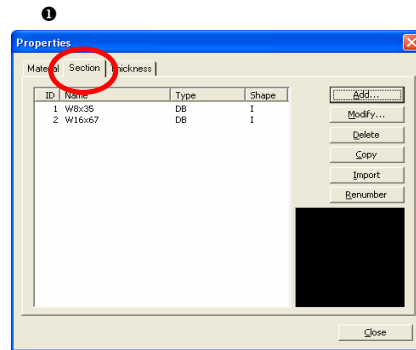 ❶
Properties
Material Section Thickness
ID Name Type Shape
1 W8x35 DB I
2 W16x67 DB I
Add...
Modify...
Delete
Copy
Import
Renumber
Close